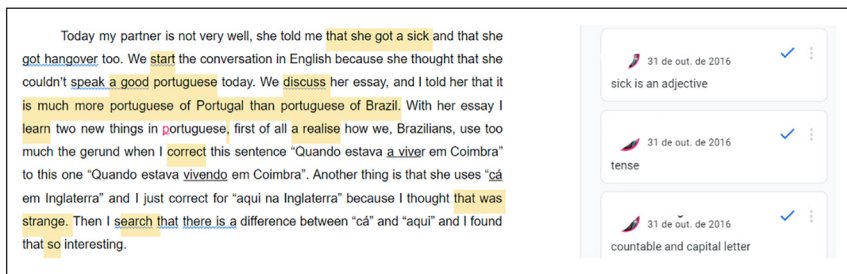 Today my partner is not very well, she told me that she got a sick and that she
got hangover too. We start the conversation in English because she thought that she
couldn't speak a good portuguese today. We discuss her essay, and I told her that it
is much more portuguese of Portugal than portuguese of Brazil. With her essay I
learn two new things in portuguese, first of all a realise how we, Brazilians, use too
much the gerund when I correct this sentence "Quando estava a viver em Coimbra"
to this one "Quando estava vivendo em Coimbra". Another thing is that she uses "cá
em Inglaterra" and I just correct for "aqui na Inglaterra" because I thought that was
strange. Then I search that there is a difference between "cá" and "aqui" and I found
that so interesting.
31 de out. de 2016
sick is an adjective
31 de out. de 2016
tense
31 de out. de 2016
countable and capital letter